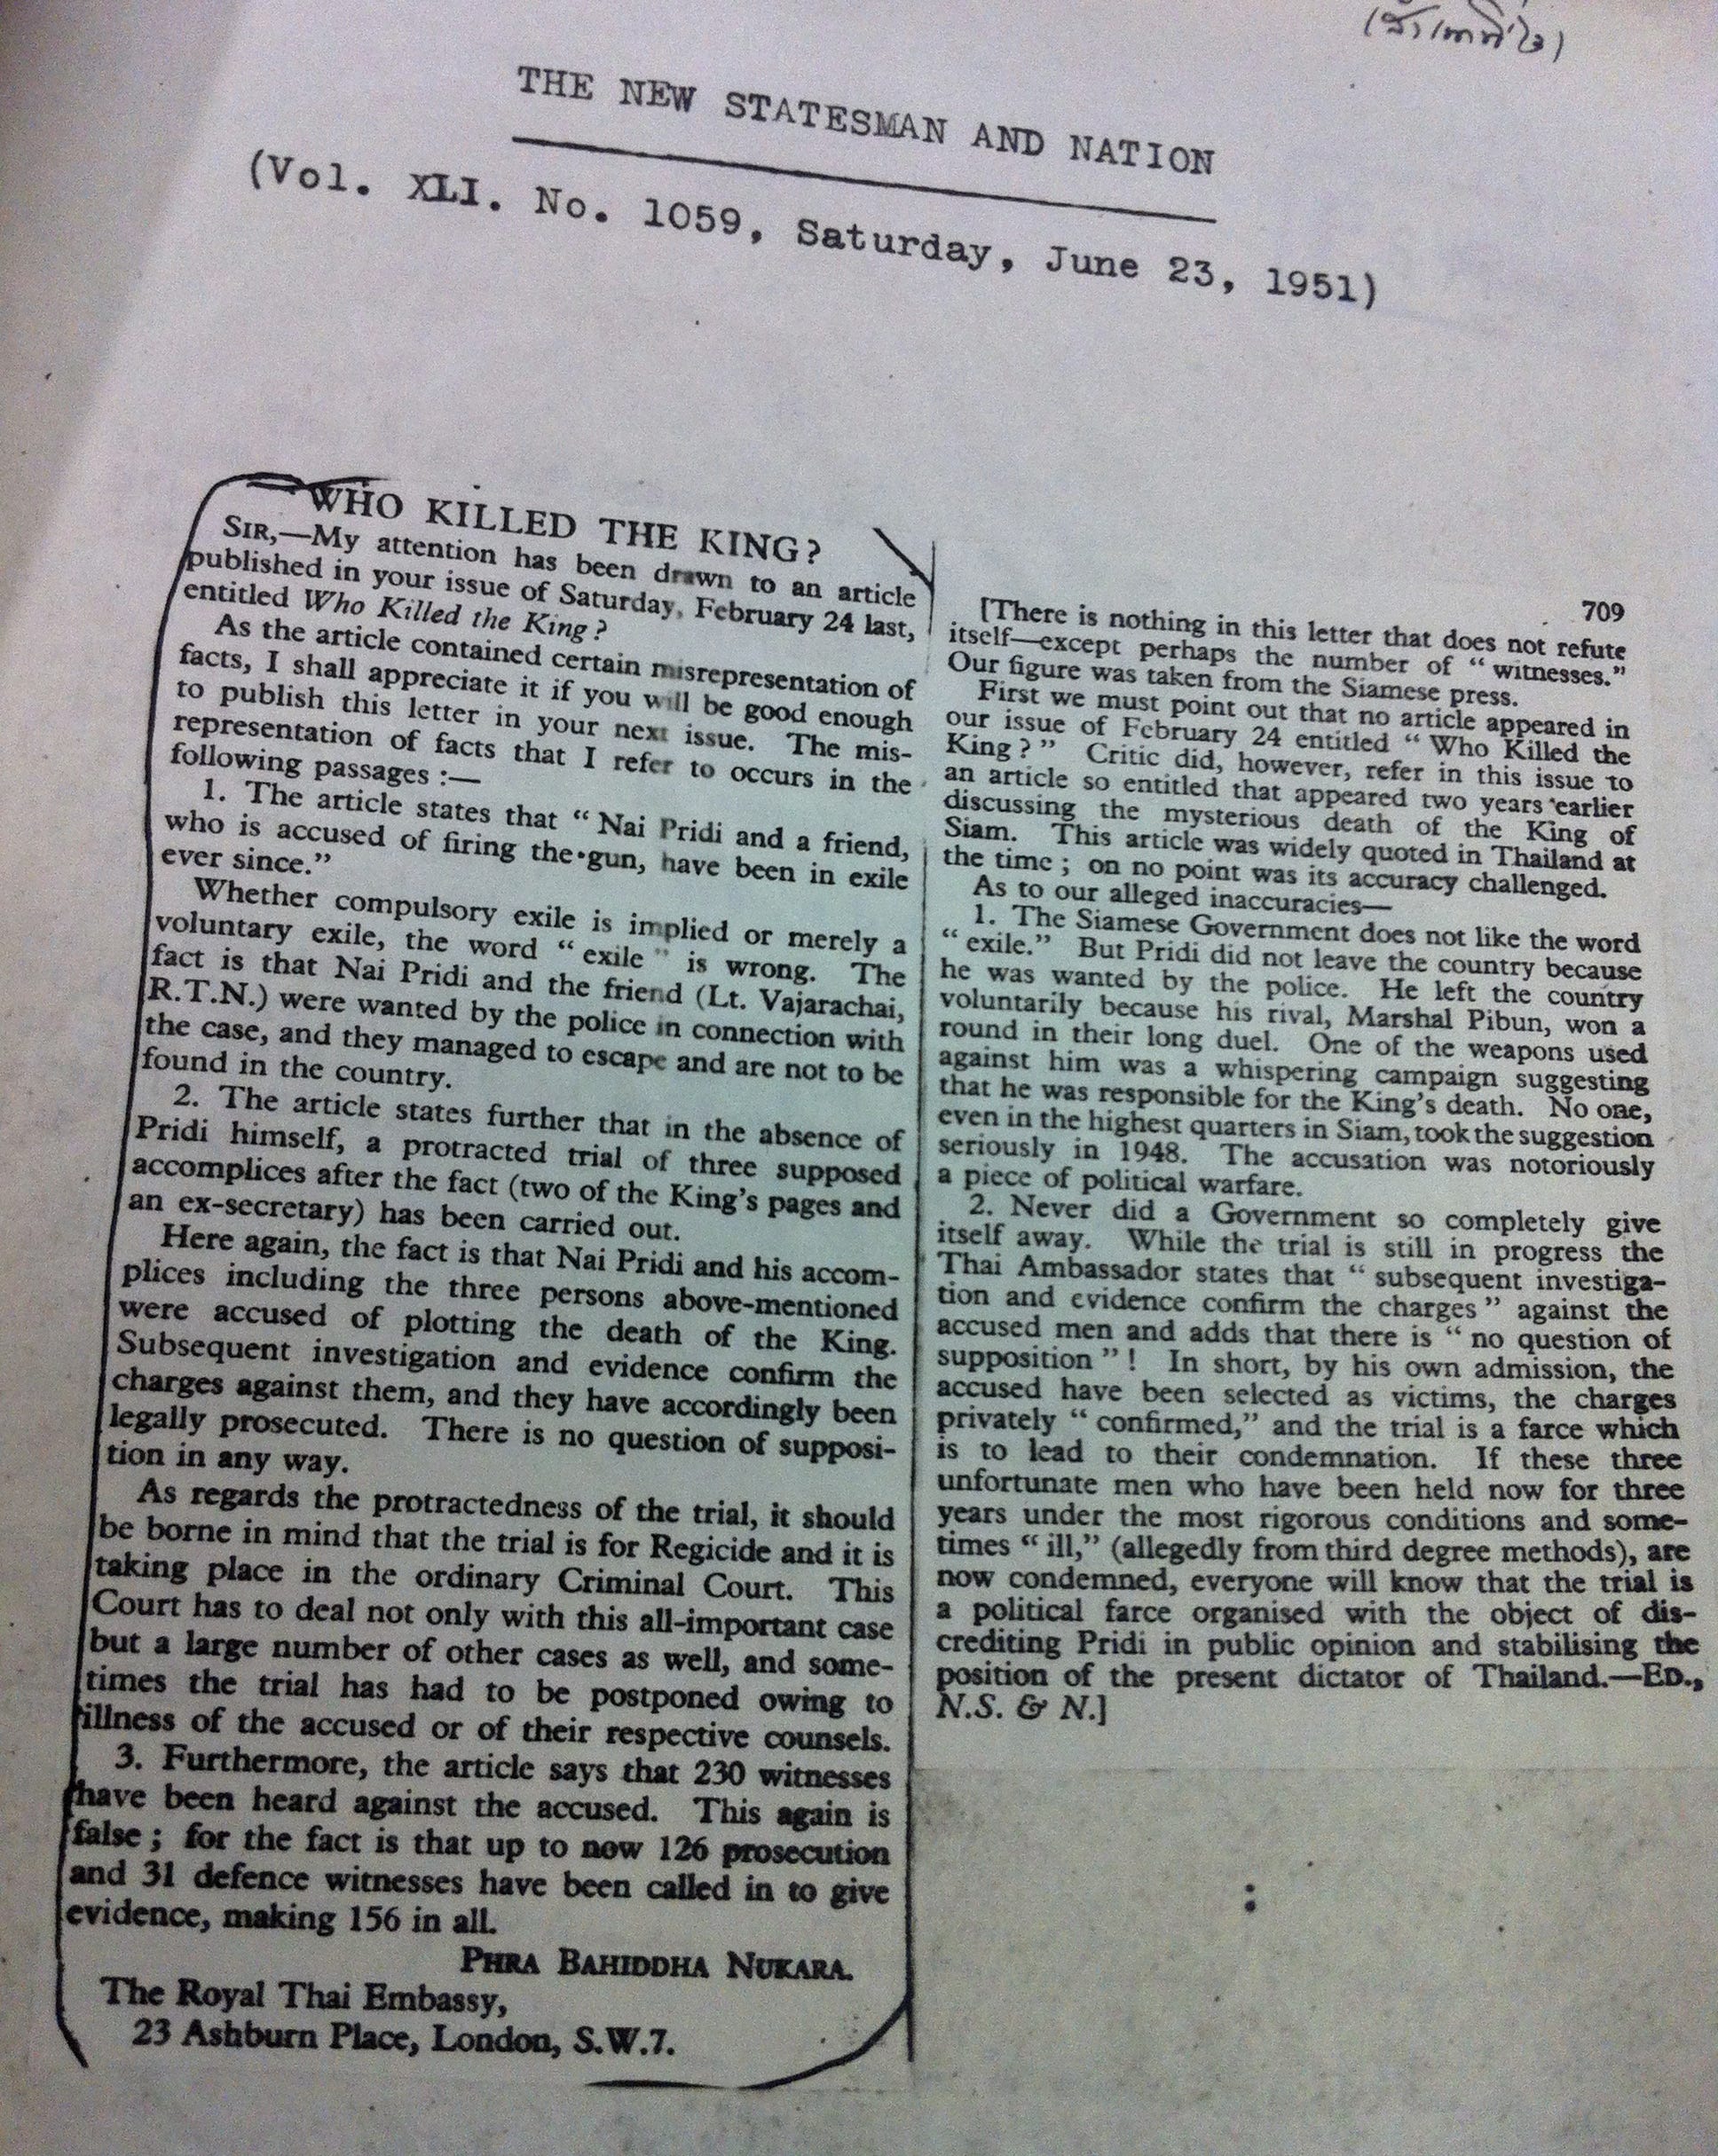 THE NEW STATESMAN AND NATION
(Vol. XLI. No. 1059, Saturday, June 23, 1951)
WHO KILLED THE KING?
SIR,—My attention has been drawn to an article
published in your issue of Saturday, February 24 last,
entitled Who Killed the King?
As the article contained certain misrepresentation of
facts, I shall appreciate it if you will be good enough
to publish this letter in your next issue. The mis-
representation of facts that I refer to occurs in the
following passages :—
1. The article states that “ Nai Pridi and a friend,
who is accused of firing the gun, have been in exile
ever since.”
Whether compulsory exile is implied or merely a
voluntary exile, the word “ exile ” is wrong. The
fact is that Nai Pridi and the friend (Lt. Vajarachai,
R.T.N.) were wanted by the police in connection with
the case, and they managed to escape and are not to be
found in the country.
2. The article states further that in the absence of
Pridi himself, a protracted trial of three supposed
accomplices after the fact (two of the King’s pages and
an ex-secretary) has been carried out.
Here again, the fact is that Nai Pridi and his accom-
plices including the three persons above-mentioned
were accused of plotting the death of the King.
Subsequent investigation and evidence confirm the
charges against them, and they have accordingly been
legally prosecuted. There is no question of supposi-
tion in any way.
As regards the protractedness of the trial, it should
be borne in mind that the trial is for Regicide and it is
taking place in the ordinary Criminal Court. This
Court has to deal not only with this all-important case
but a large number of other cases as well, and some-
times the trial has had to be postponed owing to
illness of the accused or of their respective counsels.
3. Furthermore, the article says that 230 witnesses
have been heard against the accused. This again is
false ; for the fact is that up to now 126 prosecution
and 31 defence witnesses have been called in to give
evidence, making 156 in all.
PHRA BAHIDDHA NUKARA.
The Royal Thai Embassy,
23 Ashburn Place, London, S.W.7.
709
[There is nothing in this letter that does not refute
itself—except perhaps the number of “ witnesses.”
Our figure was taken from the Siamese press.
First we must point out that no article appeared in
our issue of February 24 entitled “ Who Killed the
King ? ” Critic did, however, refer in this issue to
an article so entitled that appeared two years earlier
discussing the mysterious death of the King of
Siam. This article was widely quoted in Thailand at
the time ; on no point was its accuracy challenged.
As to our alleged inaccuracies—
1. The Siamese Government does not like the word
“ exile.” But Pridi did not leave the country because
he was wanted by the police. He left the country
voluntarily because his rival, Marshal Pibun, won a
round in their long duel. One of the weapons used
against him was a whispering campaign suggesting
that he was responsible for the King’s death. No one,
even in the highest quarters in Siam, took the suggestion
seriously in 1948. The accusation was notoriously
a piece of political warfare.
2. Never did a Government so completely give
itself away. While the trial is still in progress the
Thai Ambassador states that “ subsequent investiga-
tion and evidence confirm the charges ” against the
accused men and adds that there is “ no question of
supposition ” ! In short, by his own admission, the
accused have been selected as victims, the charges
privately “ confirmed,” and the trial is a farce which
is to lead to their condemnation. If these three
unfortunate men who have been held now for three
years under the most rigorous conditions and some-
times “ ill,” (allegedly from third degree methods), are
now condemned, everyone will know that the trial is
a political farce organised with the object of dis-
crediting Pridi in public opinion and stabilising the
position of the present dictator of Thailand.—ED.,
N.S. & N.]